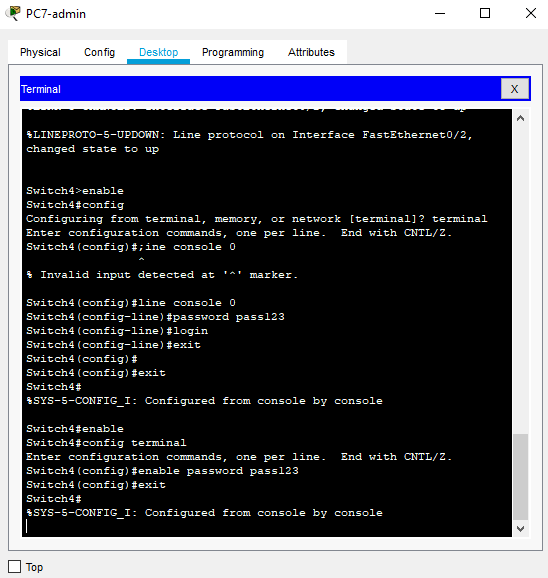 PC7-admin
Physical Config Desktop Programming Attributes
Terminal X
changed state to up
%LINEPROTO-5-UPDOWN: Line protocol on Interface FastEthernet0/2,
changed state to up
Switch4>enable
Switch4#config
Configuring from terminal, memory, or network [terminal]? terminal
Enter configuration commands, one per line.  End with CNTL/Z.
Switch4(config)#;ine console 0
^
% Invalid input detected at '^' marker.
Switch4(config)#line console 0
Switch4(config-line)#password pass123
Switch4(config-line)#login
Switch4(config-line)#exit
Switch4(config)#
Switch4(config)#exit
Switch4#
%SYS-5-CONFIG_I: Configured from console by console
Switch4#enable
Switch4#config terminal
Enter configuration commands, one per line.  End with CNTL/Z.
Switch4(config)#enable password pass123
Switch4(config)#exit
Switch4#
%SYS-5-CONFIG_I: Configured from console by console
Top